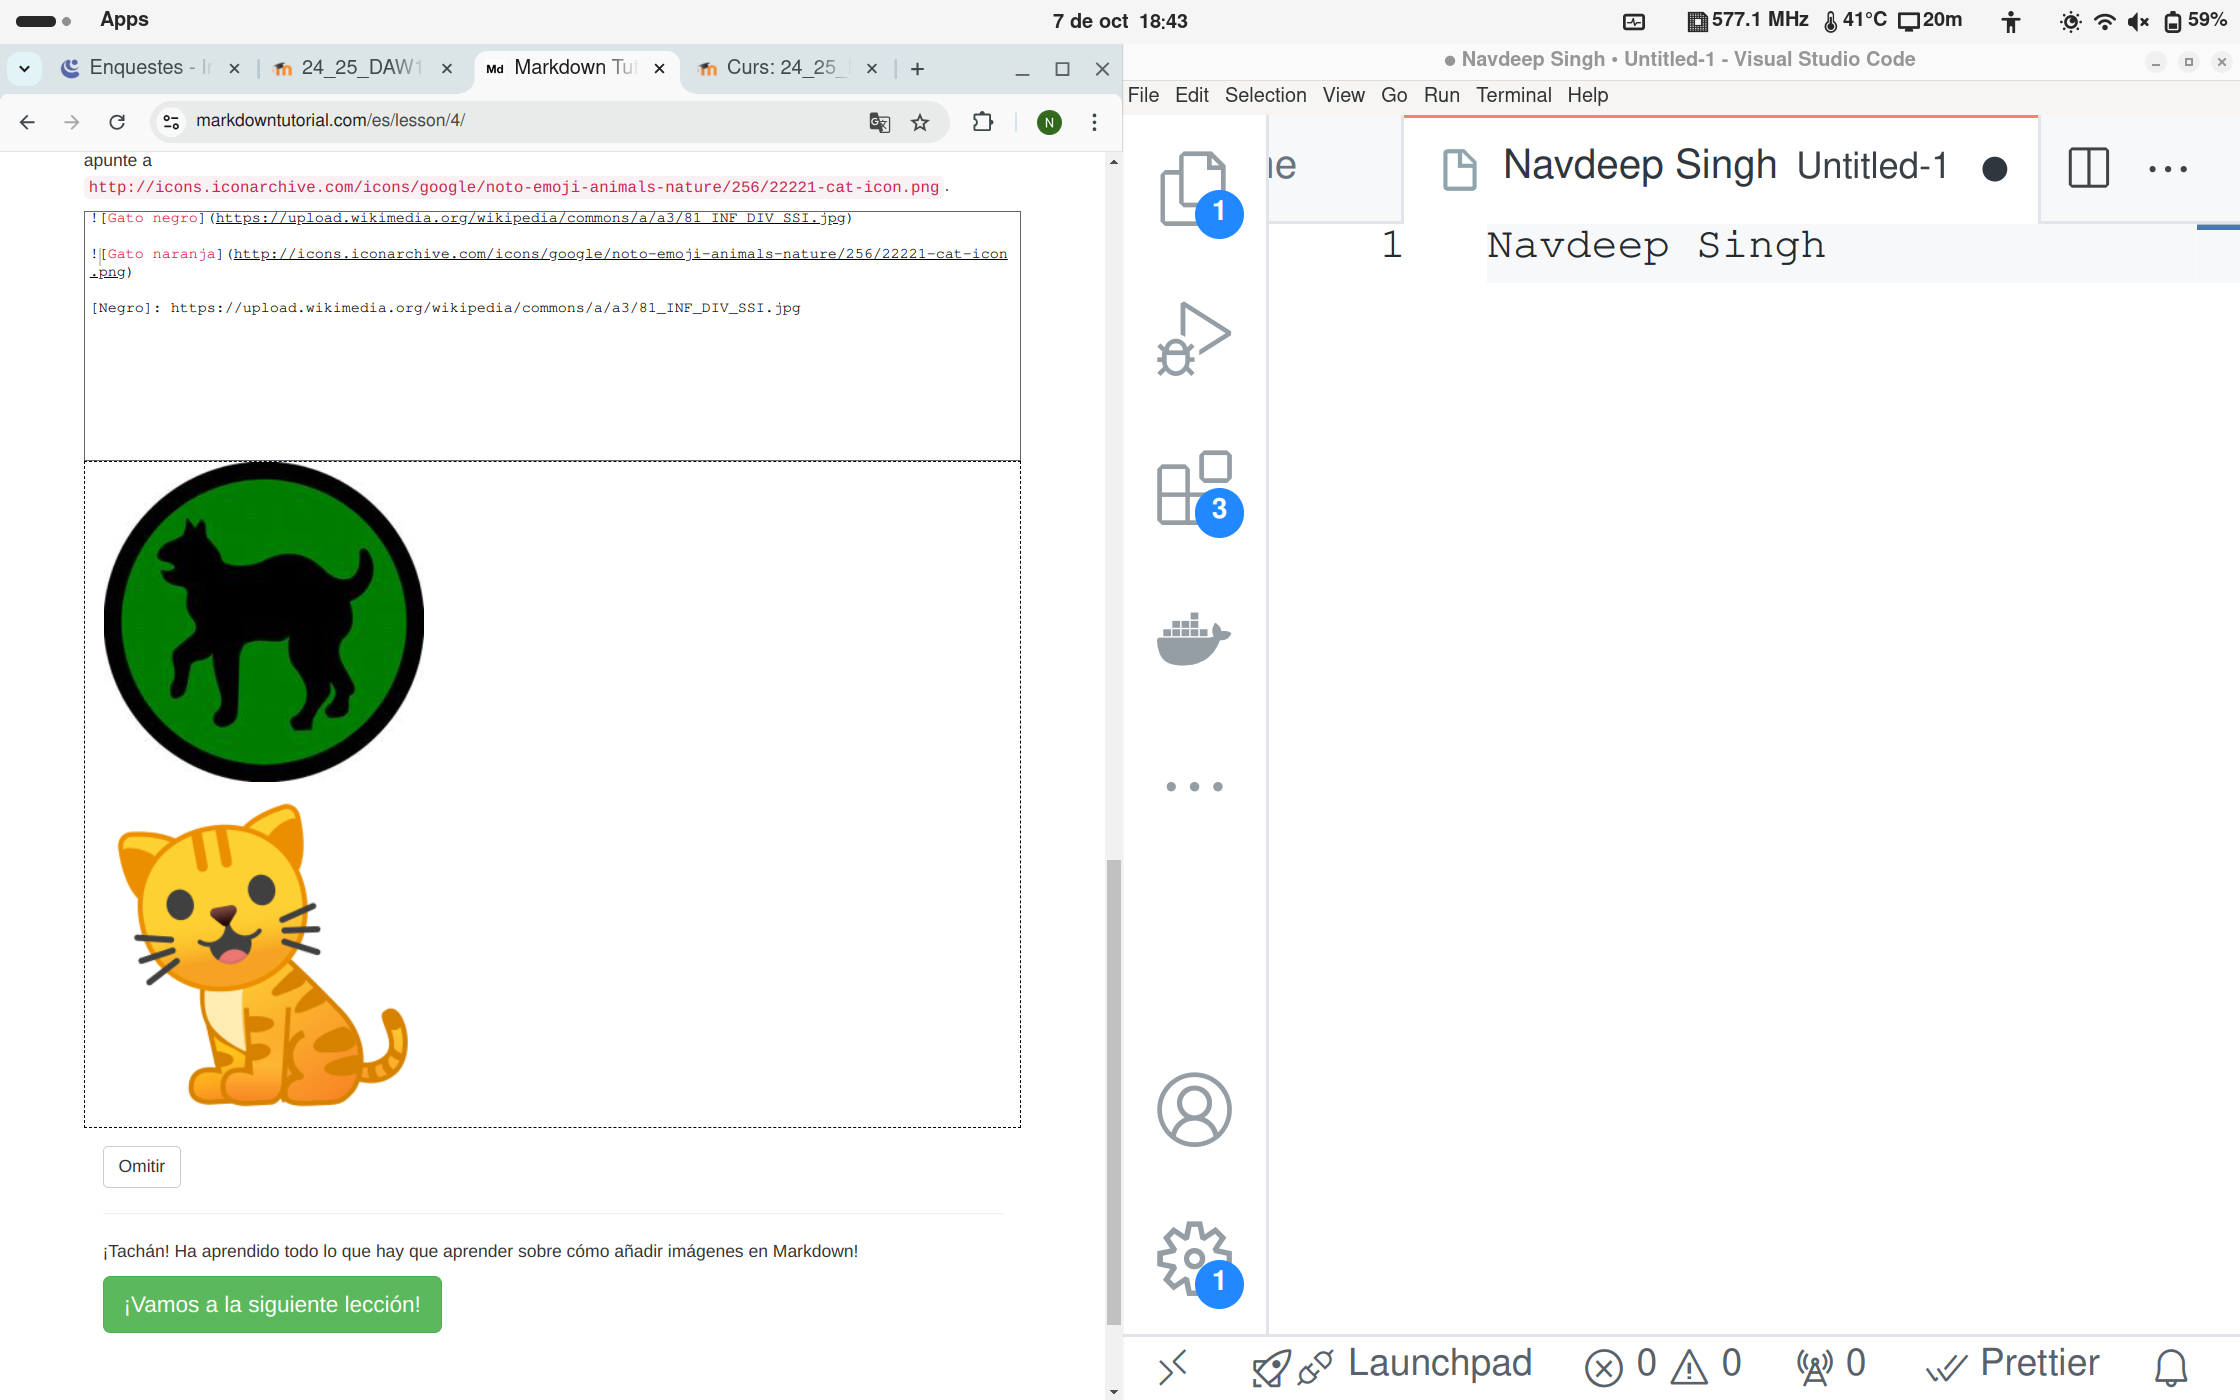 Apps
7 de oct 18:43
577.1 MHz 41°C 20m 59%
Enquestes - I
24_25_DAW1
Md Markdown Tu
Curs: 24_25_
markdowntutorial.com/es/lesson/4/
N
apunte a
http://icons.iconarchive.com/icons/google/noto-emoji-animals-nature/256/22221-cat-icon.png.
![Gato negro](https://upload.wikimedia.org/wikipedia/commons/a/a3/81_INF_DIV_SSI.jpg)
![Gato naranja](http://icons.iconarchive.com/icons/google/noto-emoji-animals-nature/256/22221-cat-icon
.png)
[Negro]: https://upload.wikimedia.org/wikipedia/commons/a/a3/81_INF_DIV_SSI.jpg
Omitir
¡Tachán! Ha aprendido todo lo que hay que aprender sobre cómo añadir imágenes en Markdown!
¡Vamos a la siguiente lección!
● Navdeep Singh • Untitled-1 - Visual Studio Code
File Edit Selection View Go Run Terminal Help
Navdeep Singh Untitled-1
1 Navdeep Singh
1
3
1
Launchpad 0 0 0 Prettier